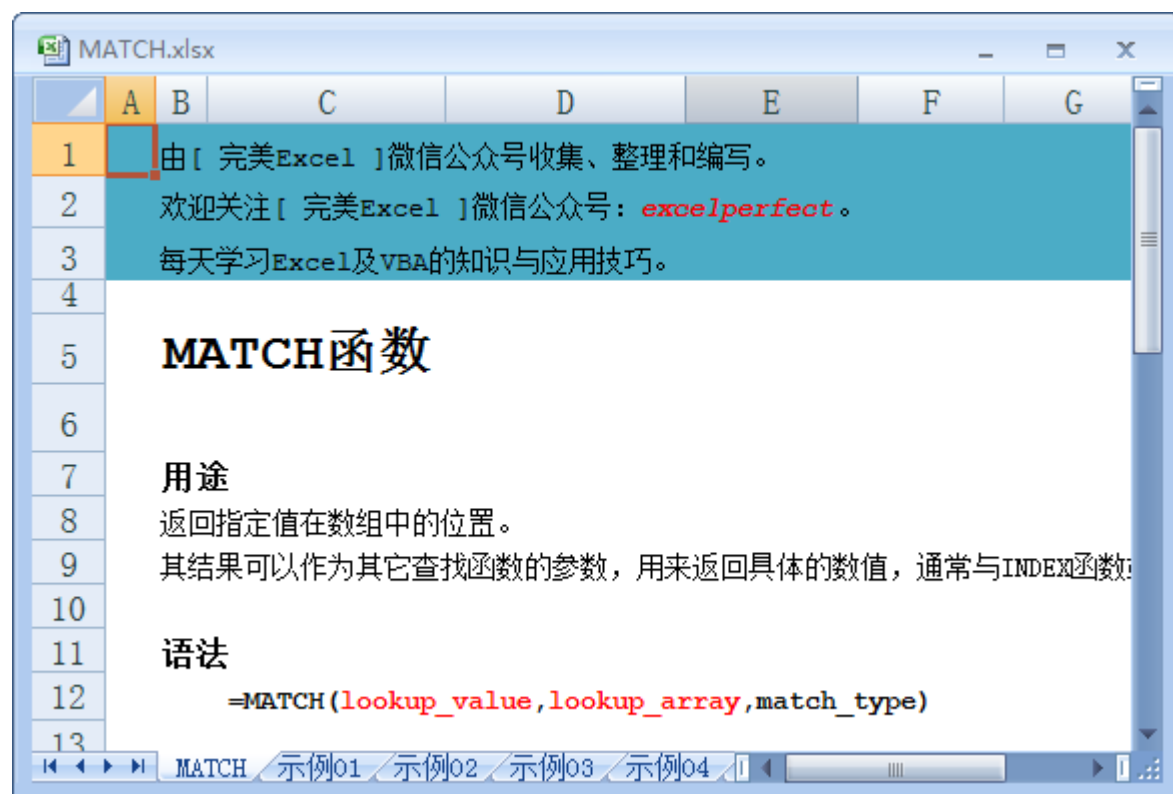 MATCH.xlsx
A B C D E F G
1 由[ 完美Excel ]微信公众号收集、整理和编写。
2 欢迎关注[ 完美Excel ]微信公众号：excelperfect。
3 每天学习Excel及VBA的知识与应用技巧。
4
5 MATCH函数
6
7 用途
8 返回指定值在数组中的位置。
9 其结果可以作为其它查找函数的参数，用来返回具体的数值，通常与INDEX函数
10
11 语法
12 =MATCH(lookup_value,lookup_array,match_type)
13
MATCH 示例01 示例02 示例03 示例04